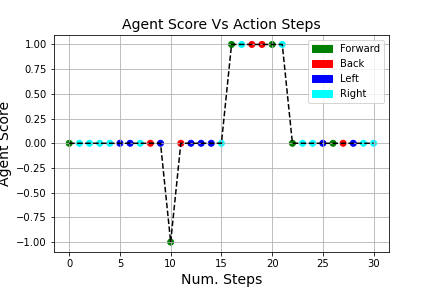 Agent Score Vs Action Steps
Agent Score
1.00
0.75
0.50
0.25
0.00
−0.25
−0.50
−0.75
−1.00
Forward
Back
Left
Right
0 5 10 15 20 25 30
Num. Steps